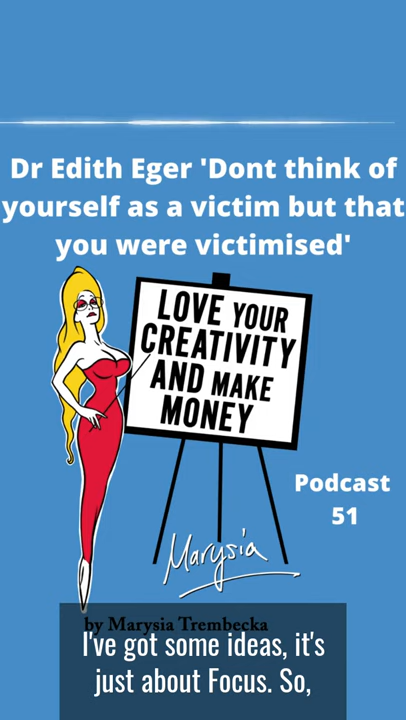 Dr Edith Eger 'Dont think of
yourself as a victim but that
you were victimised'
LOVE YOUR
CREATIVITY
AND MAKE
MONEY
Podcast
51
Marysia
by Marysia Trembecka
I've got some ideas, it's
just about Focus. So,